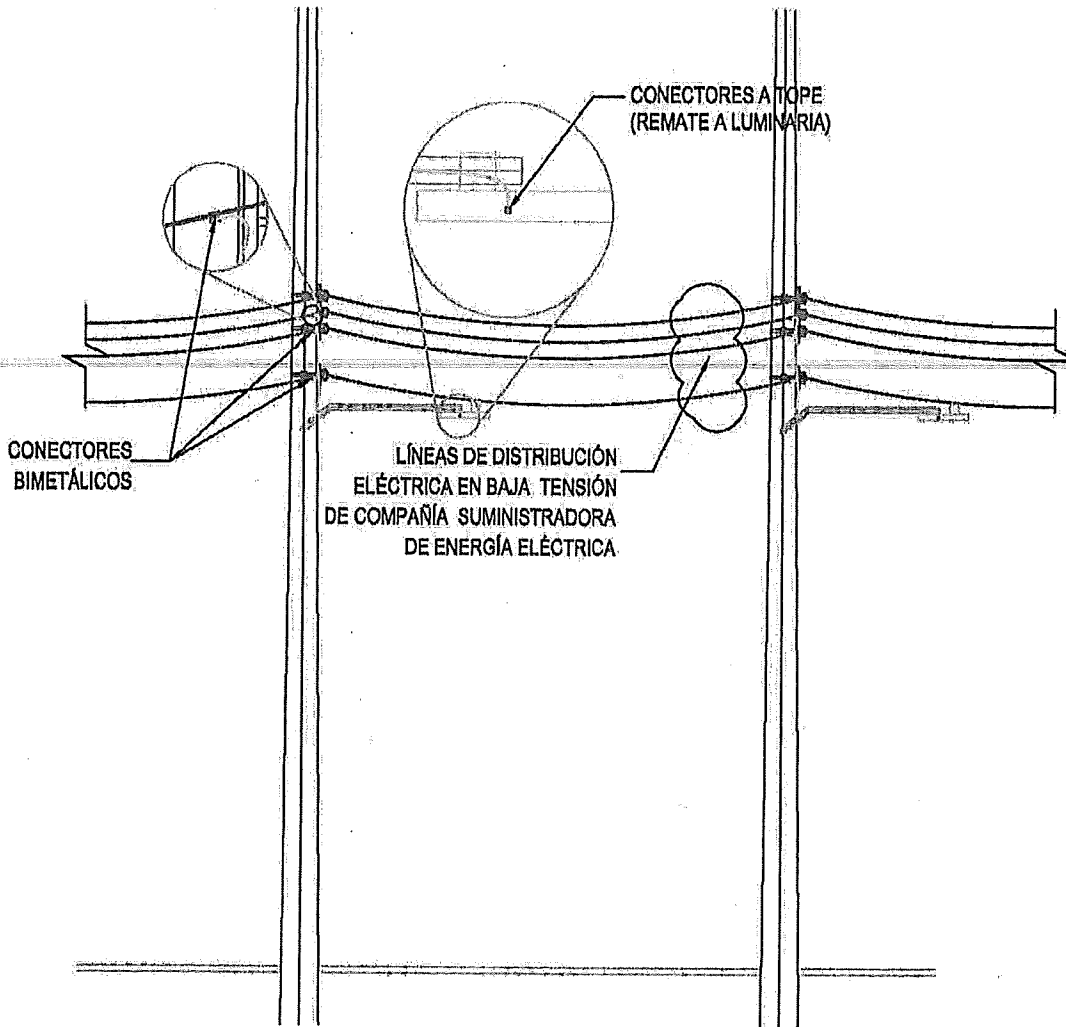 CONECTORES A TOPE
(REMATE A LUMINARIA)
CONECTORES
BIMETÁLICOS
LÍNEAS DE DISTRIBUCIÓN
ELÉCTRICA EN BAJA TENSIÓN
DE COMPAÑÍA SUMINISTRADORA
DE ENERGÍA ELÉCTRICA